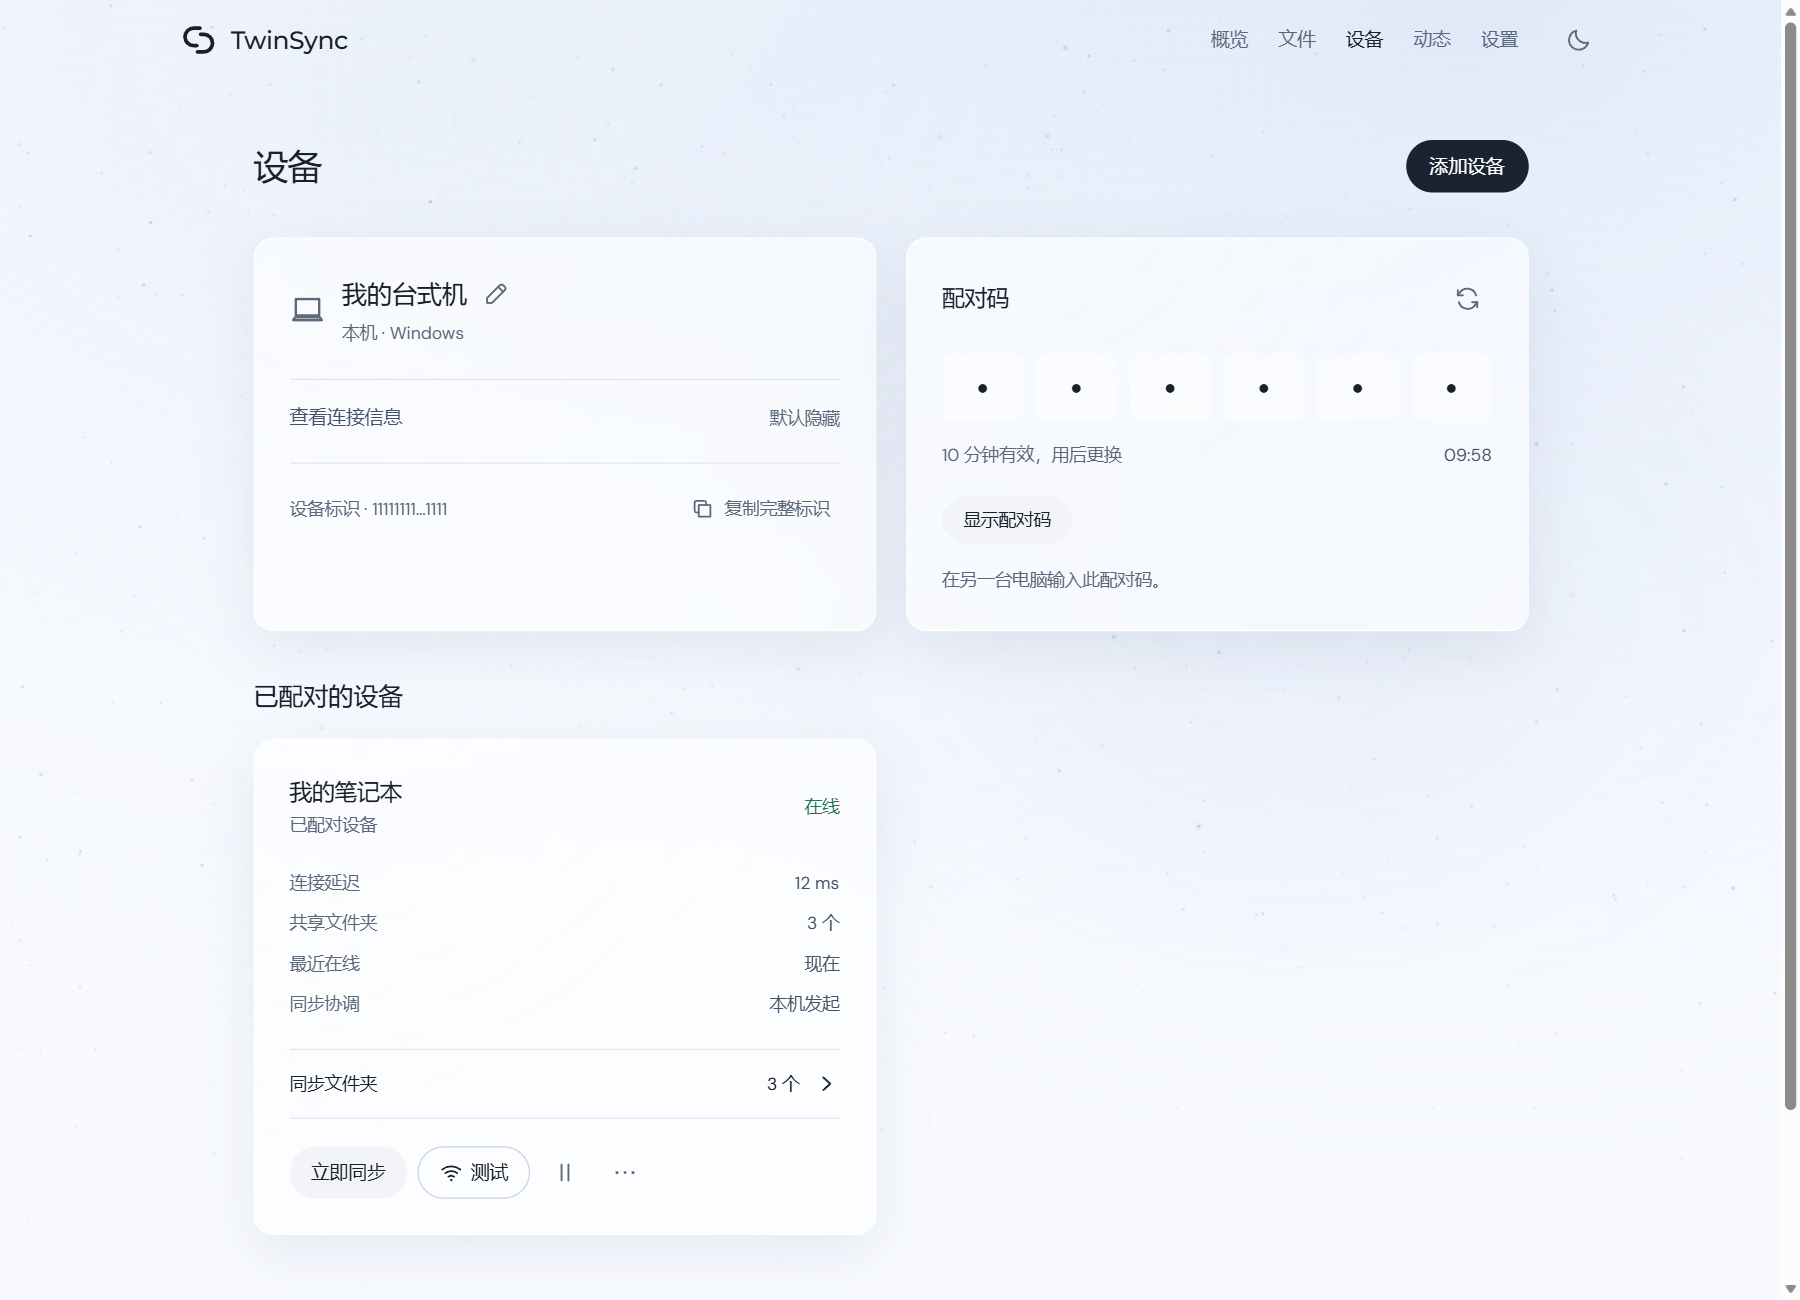 TwinSync
概览 文件 设备 动态 设置
设备
添加设备
我的台式机
本机 · Windows
查看连接信息 默认隐藏
设备标识 · 11111111...1111 复制完整标识
配对码
10 分钟有效，用后更换 09:58
显示配对码
在另一台电脑输入此配对码。
已配对的设备
我的笔记本
已配对设备
在线
连接延迟 12 ms
共享文件夹 3 个
最近在线 现在
同步协调 本机发起
同步文件夹 3 个
立即同步 测试